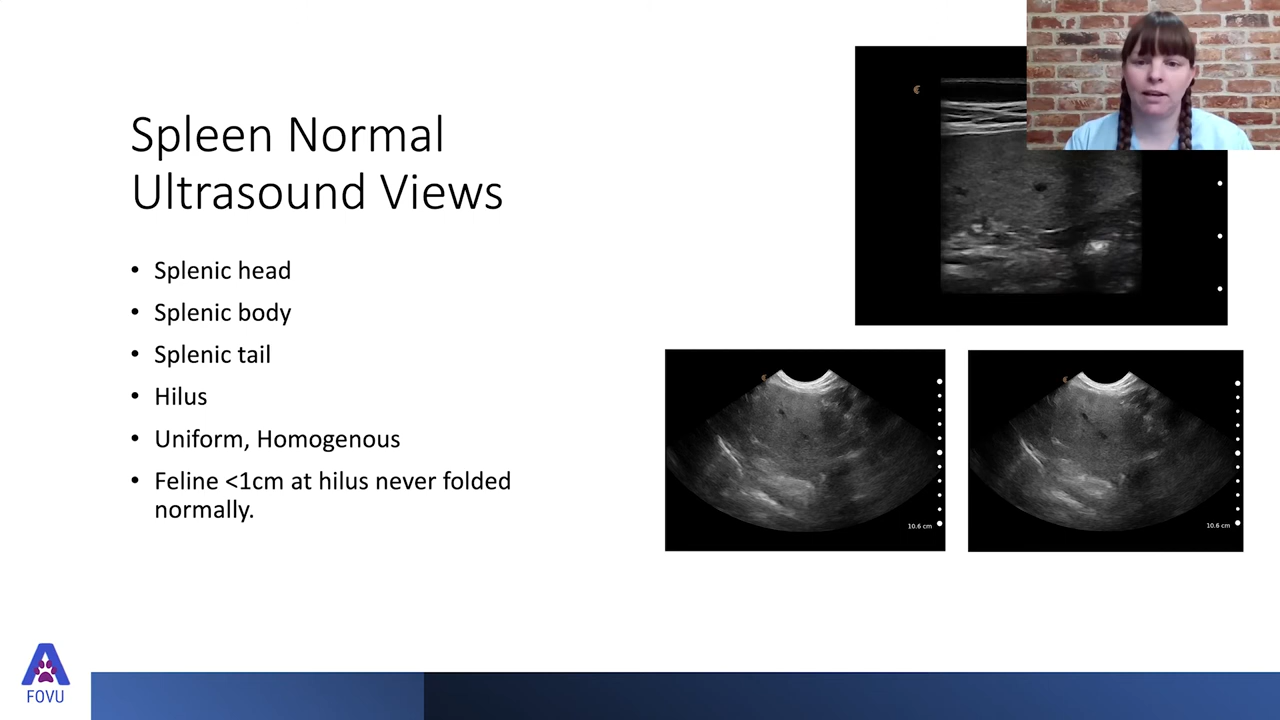 Spleen Normal
Ultrasound Views
• Splenic head
• Splenic body
• Splenic tail
• Hilus
• Uniform, Homogenous
• Feline <1cm at hilus never folded
normally.
10.6 cm
10.6 cm
FOVU